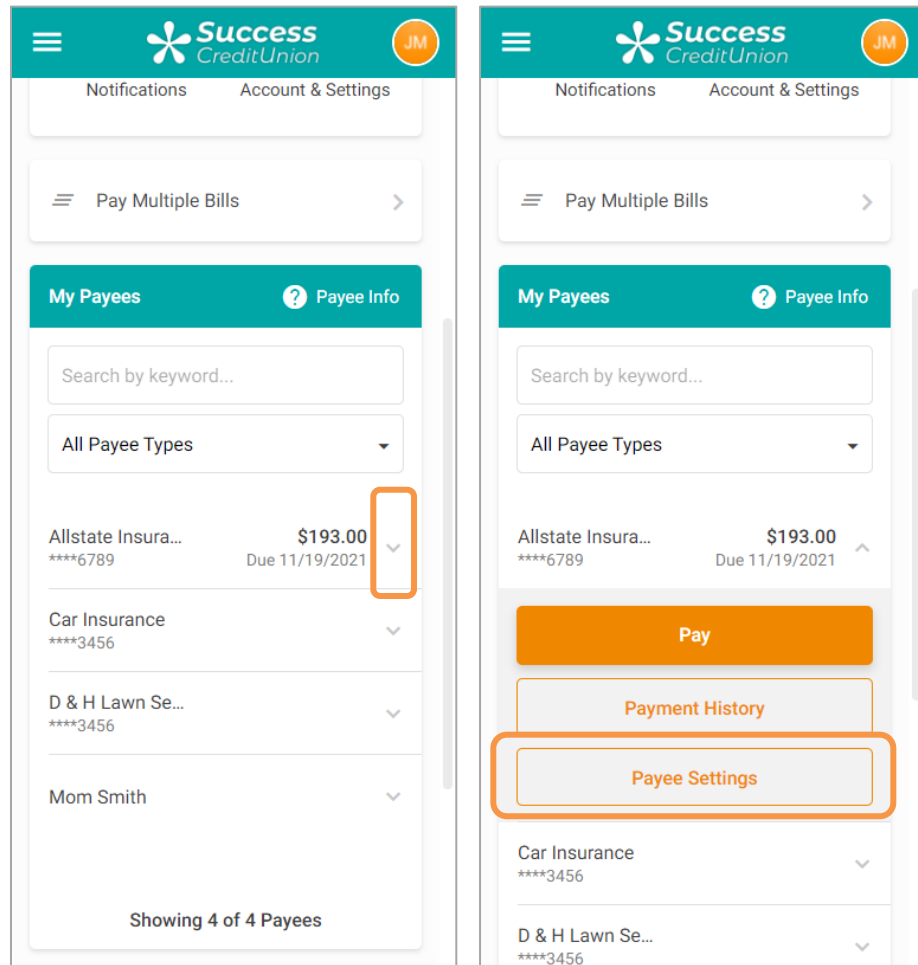 Success
CreditUnion
JM
Notifications Account & Settings
Pay Multiple Bills
My Payees ? Payee Info
Search by keyword...
All Payee Types
Allstate Insura... $193.00
****6789 Due 11/19/2021
Car Insurance
****3456
D & H Lawn Se...
****3456
Mom Smith
Showing 4 of 4 Payees
Success
CreditUnion
JM
Notifications Account & Settings
Pay Multiple Bills
My Payees ? Payee Info
Search by keyword...
All Payee Types
Allstate Insura... $193.00
****6789 Due 11/19/2021
Pay
Payment History
Payee Settings
Car Insurance
****3456
D & H Lawn Se...
****3456